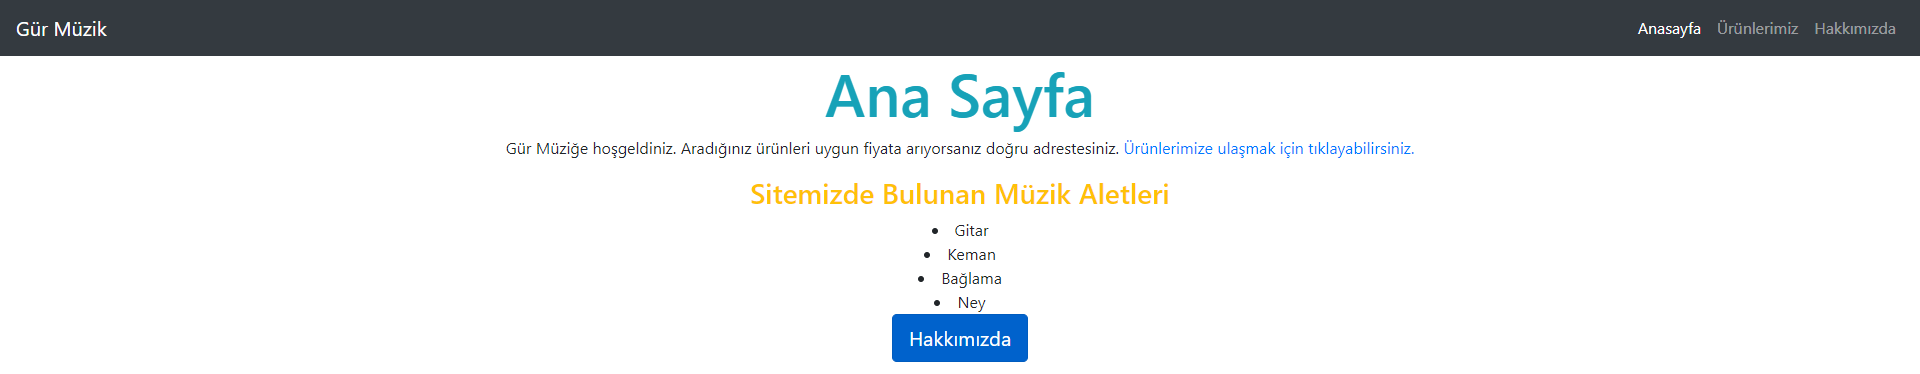 Gür Müzik
Anasayfa Ürünlerimiz Hakkımızda
Ana Sayfa
Gür Müziğe hoşgeldiniz. Aradığınız ürünleri uygun fiyata arıyorsanız doğru adrestesiniz. Ürünlerimize ulaşmak için tıklayabilirsiniz.
Sitemizde Bulunan Müzik Aletleri
• Gitar
• Keman
• Bağlama
• Ney
Hakkımızda